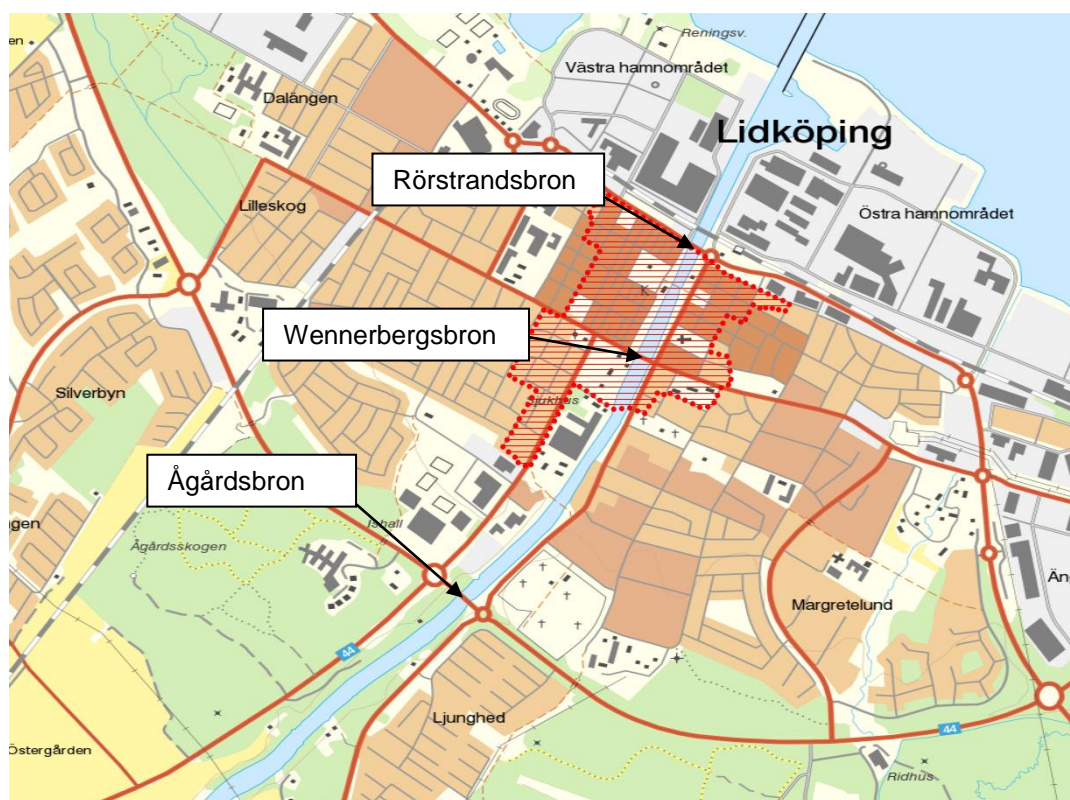 Reningsv.
Västra hamnområdet
Dalängen
Lidköping
Rörstrandsbron
Lilleskog
Östra hamnområdet
K
Wennerbergsbron
Silverbyn
Sjukhus
Ågårdsbron
Ishall
Ågårdsskogen
Margretelund
44
Ljunghed
44
Östergården
Ridhus